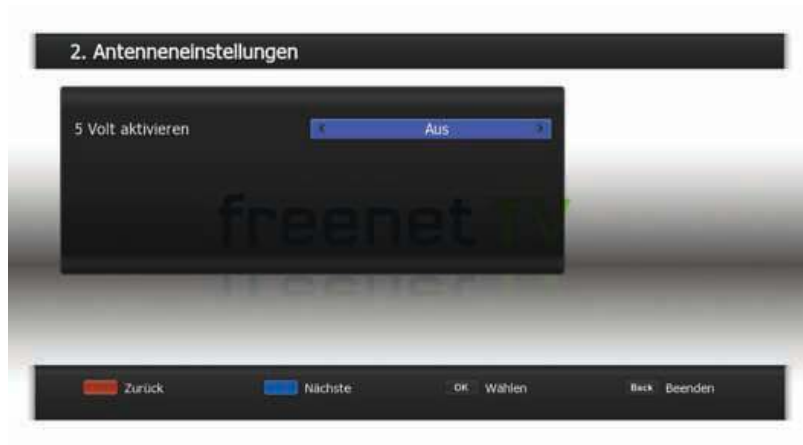 2. Antenneneinstellungen
5 Volt aktivieren
Aus
freenet TV
Zurück
Nächste
OK Wählen
Back Beenden